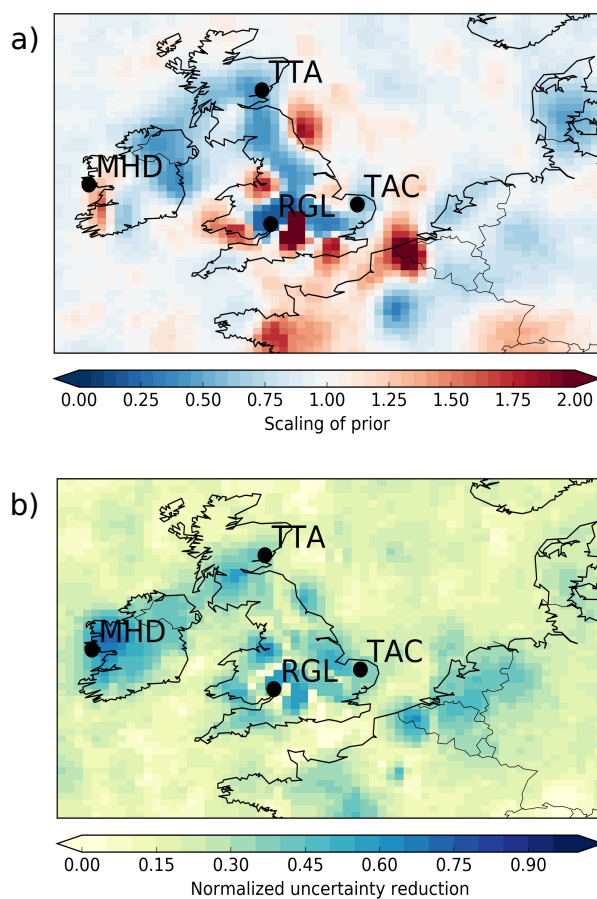 a)
TTA
MHD
TAC
RGL
0.00 0.25 0.50 0.75 1.00 1.25 1.50 1.75 2.00
Scaling of prior
b)
TTA
MHD
TAC
RGL
0.00 0.15 0.30 0.45 0.60 0.75 0.90
Normalized uncertainty reduction